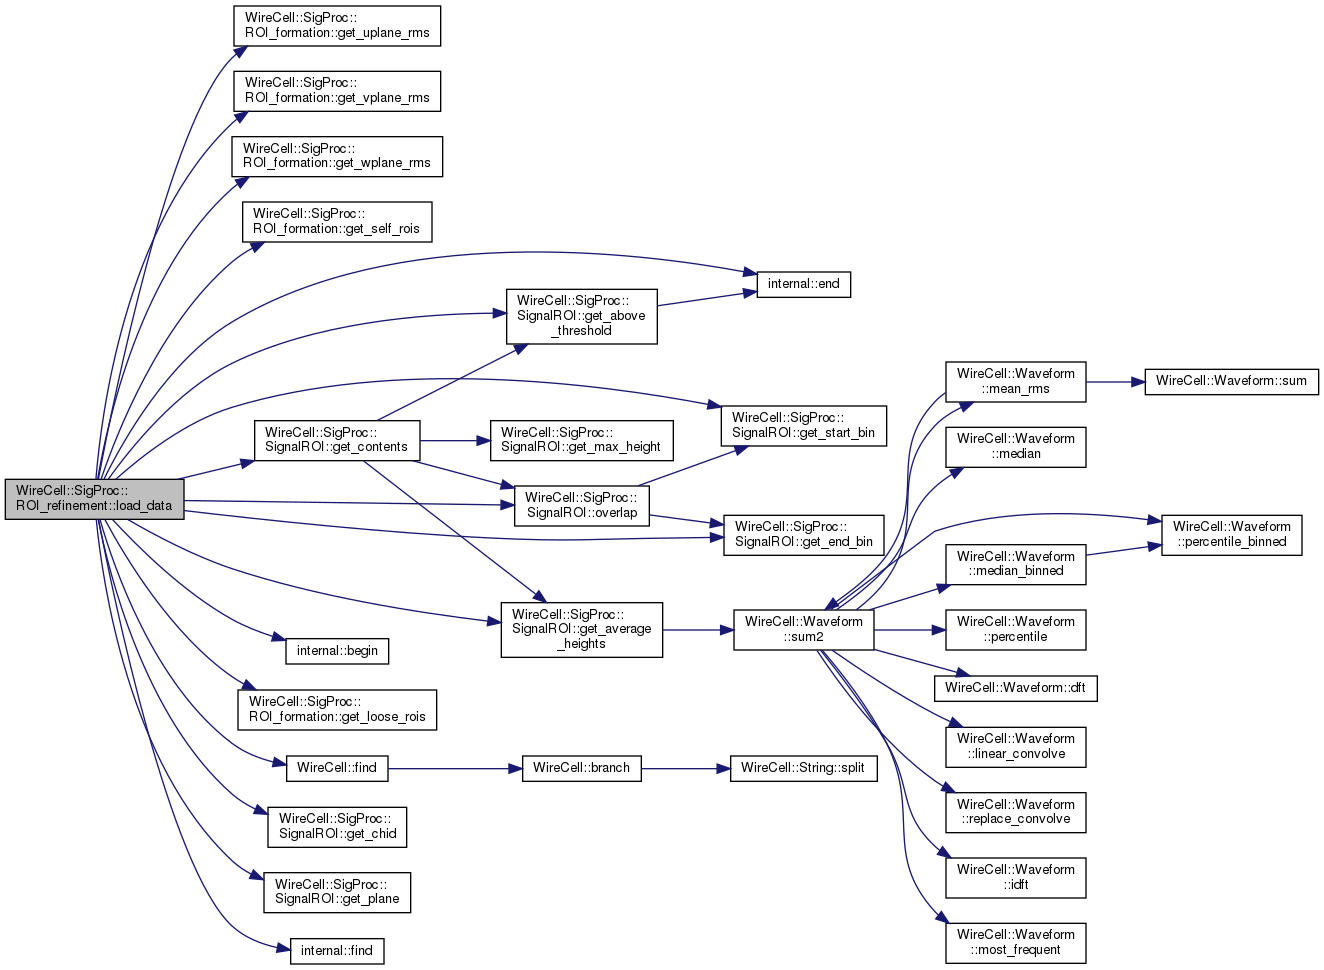 WireCell::SigProc::
ROI_formation::get_uplane_rms
WireCell::SigProc::
ROI_formation::get_vplane_rms
WireCell::SigProc::
ROI_formation::get_wplane_rms
WireCell::SigProc::
ROI_formation::get_self_rois
internal::end
WireCell::SigProc::
SignalROI::get_above
_threshold
WireCell::Waveform
::mean_rms
WireCell::Waveform::sum
WireCell::SigProc::
SignalROI::get_start_bin
WireCell::SigProc::
SignalROI::get_contents
WireCell::SigProc::
SignalROI::get_max_height
WireCell::Waveform
::median
WireCell::SigProc::
ROI_refinement::load_data
WireCell::SigProc::
SignalROI::overlap
WireCell::SigProc::
SignalROI::get_end_bin
WireCell::Waveform
::percentile_binned
WireCell::Waveform
::median_binned
WireCell::SigProc::
SignalROI::get_average
_heights
WireCell::Waveform
::sum2
WireCell::Waveform
::percentile
internal::begin
WireCell::Waveform::dft
WireCell::SigProc::
ROI_formation::get_loose_rois
WireCell::Waveform
::linear_convolve
WireCell::find
WireCell::branch
WireCell::String::split
WireCell::Waveform
::replace_convolve
WireCell::SigProc::
SignalROI::get_chid
WireCell::Waveform
::idft
WireCell::SigProc::
SignalROI::get_plane
WireCell::Waveform
::most_frequent
internal::find